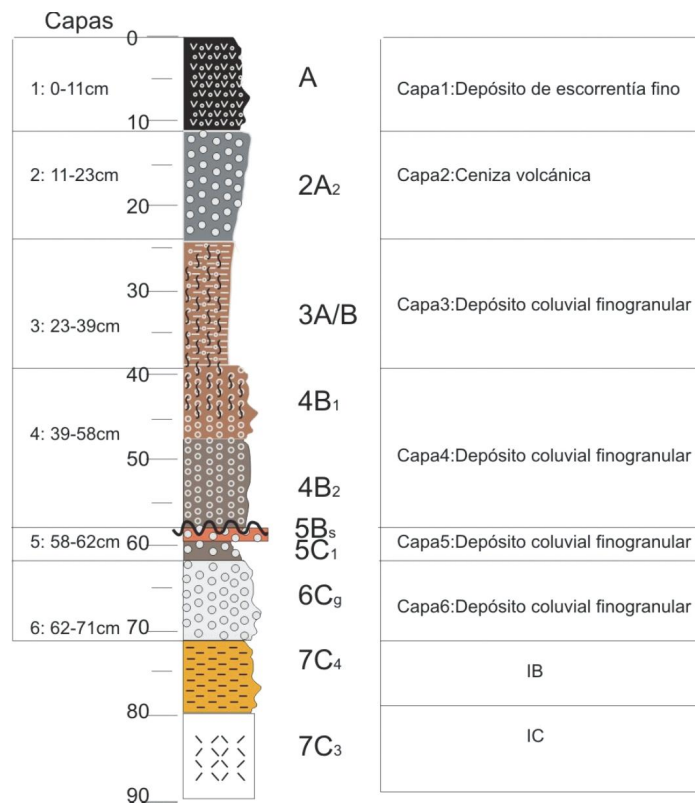 Capas
0
1: 0-11cm
A
Capa1:Depósito de escorrentía fino
10
2: 11-23cm
2A₂
Capa2:Ceniza volcánica
20
30
3: 23-39cm
3A/B
Capa3:Depósito coluvial finogranular
40
4: 39-58cm
4B₁
Capa4:Depósito coluvial finogranular
50
4B₂
5Bₛ
5: 58-62cm
60
5C₁
Capa5:Depósito coluvial finogranular
6Cg
Capa6:Depósito coluvial finogranular
6: 62-71cm
70
7C₄
IB
80
7C₃
IC
90